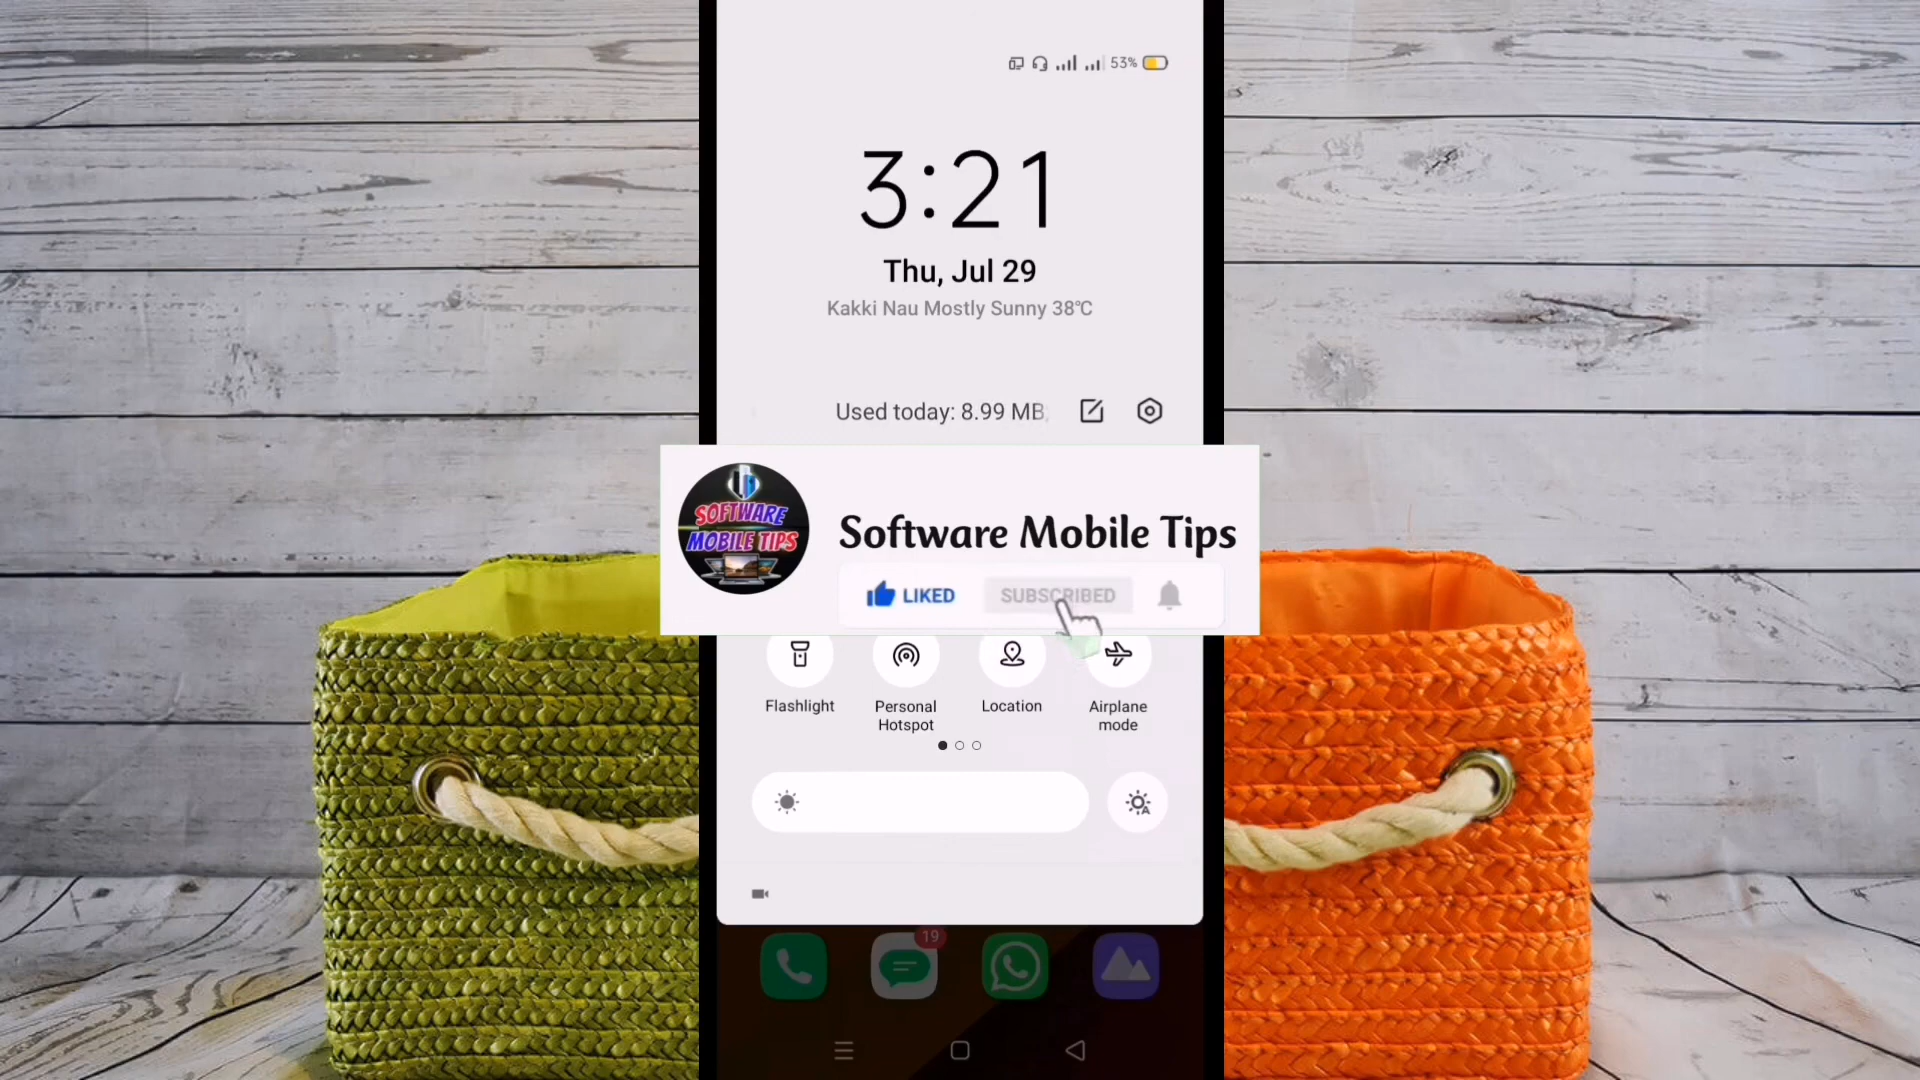 53%
3:21
Thu, Jul 29
Kakki Nau Mostly Sunny 38℃
Used today: 8.99 MB
SOFTWARE
MOBILE TIPS
Software Mobile Tips
LIKED SUBSCRIBED
Flashlight
Personal
Hotspot
Location
Airplane
mode
A
19